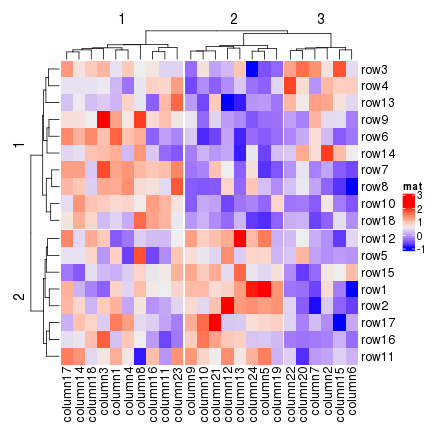 1
2
3
row3
row4
row13
row9
row6
row14
row7
row8
row10
row18
row12
row5
row15
row1
row2
row17
row16
row11
1
2
mat
3
2
1
0
-1
column17
column14
column18
column3
column1
column4
column8
column16
column11
column23
column9
column10
column21
column12
column13
column24
column5
column19
column22
column20
column7
column2
column15
column6